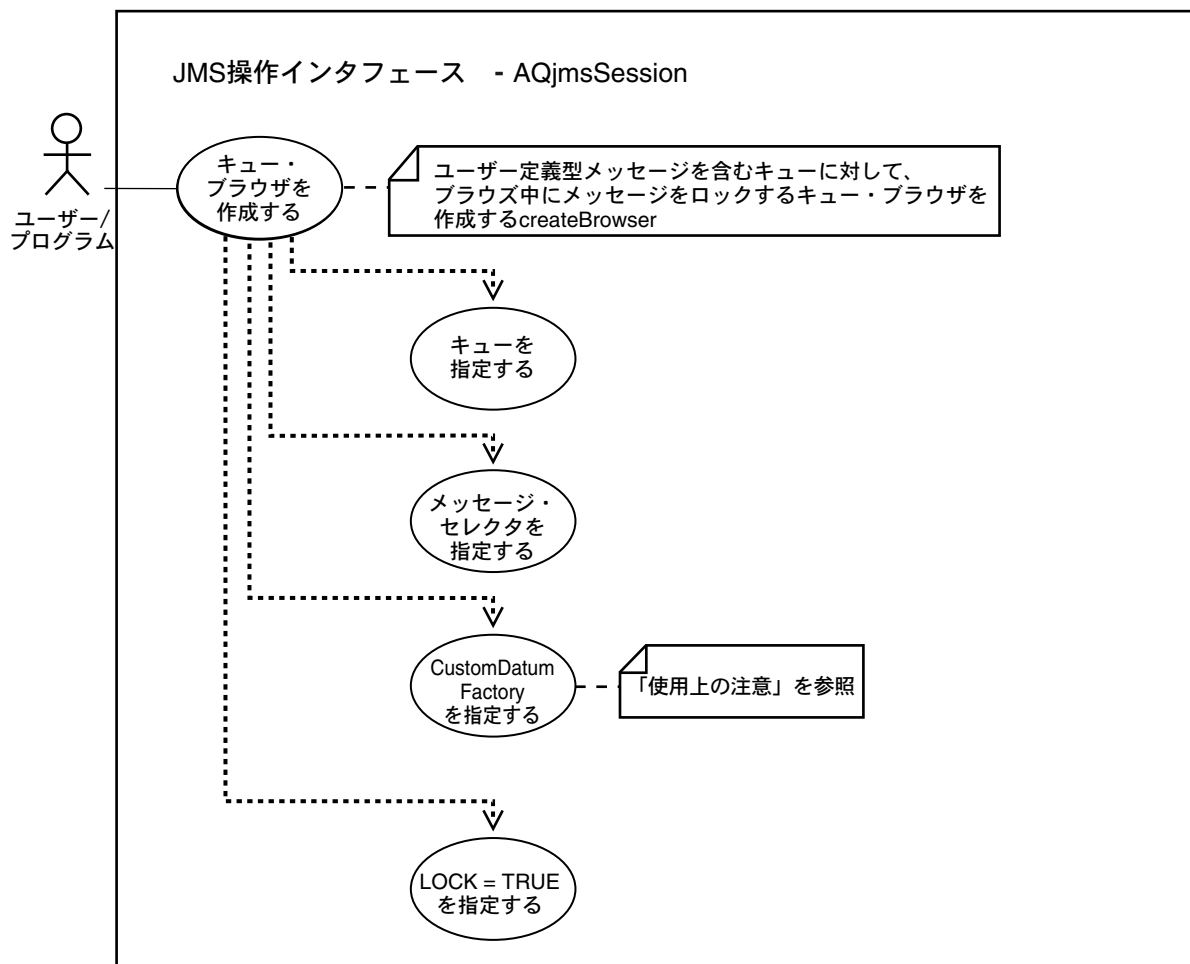 JMS操作インタフェース - AQjmsSession
ユーザー/
プログラム
キュー・
ブラウザを
作成する
ユーザー定義型メッセージを含むキューに対して、
ブラウズ中にメッセージをロックするキュー・ブラウザを
作成するcreateBrowser
キューを
指定する
メッセージ・
セレクタを
指定する
CustomDatum
Factory
を指定する
「使用上の注意」を参照
LOCK = TRUE
を指定する